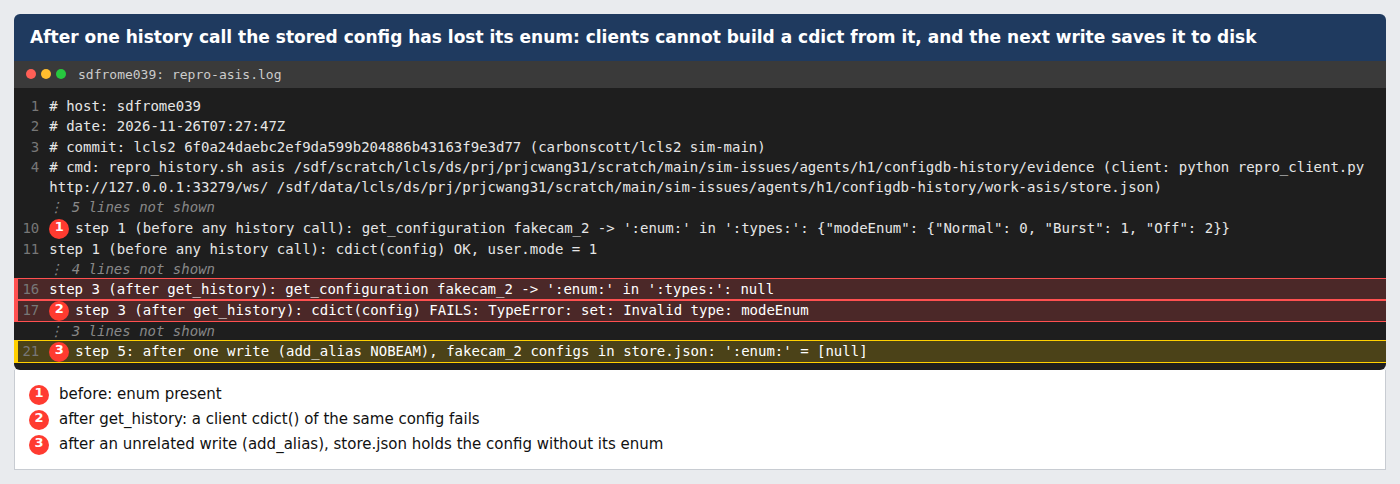 After one history call the stored config has lost its enum: clients cannot build a cdict from it, and the next write saves it to disk
sdfrome039: repro-asis.log
1 # host: sdfrome039
2 # date: 2026-11-26T07:27:47Z
3 # commit: lcls2 6f0a24daebc2ef9da599b204886b43163f9e3d77 (carbonscott/lcls2 sim-main)
4 # cmd: repro_history.sh asis /sdf/scratch/lcls/ds/prj/prjcwang31/scratch/main/sim-issues/agents/h1/configdb-history/evidence (client: python repro_client.py
http://127.0.0.1:33279/ws/ /sdf/data/lcls/ds/prj/prjcwang31/scratch/main/sim-issues/agents/h1/configdb-history/work-asis/store.json)
⋮ 5 lines not shown
10 1 step 1 (before any history call): get_configuration fakecam_2 -> ':enum:' in ':types:': {"modeEnum": {"Normal": 0, "Burst": 1, "Off": 2}}
11 step 1 (before any history call): cdict(config) OK, user.mode = 1
⋮ 4 lines not shown
16 step 3 (after get_history): get_configuration fakecam_2 -> ':enum:' in ':types:': null
17 2 step 3 (after get_history): cdict(config) FAILS: TypeError: set: Invalid type: modeEnum
⋮ 3 lines not shown
21 3 step 5: after one write (add_alias NOBEAM), fakecam_2 configs in store.json: ':enum:' = [null]
1 before: enum present
2 after get_history: a client cdict() of the same config fails
3 after an unrelated write (add_alias), store.json holds the config without its enum